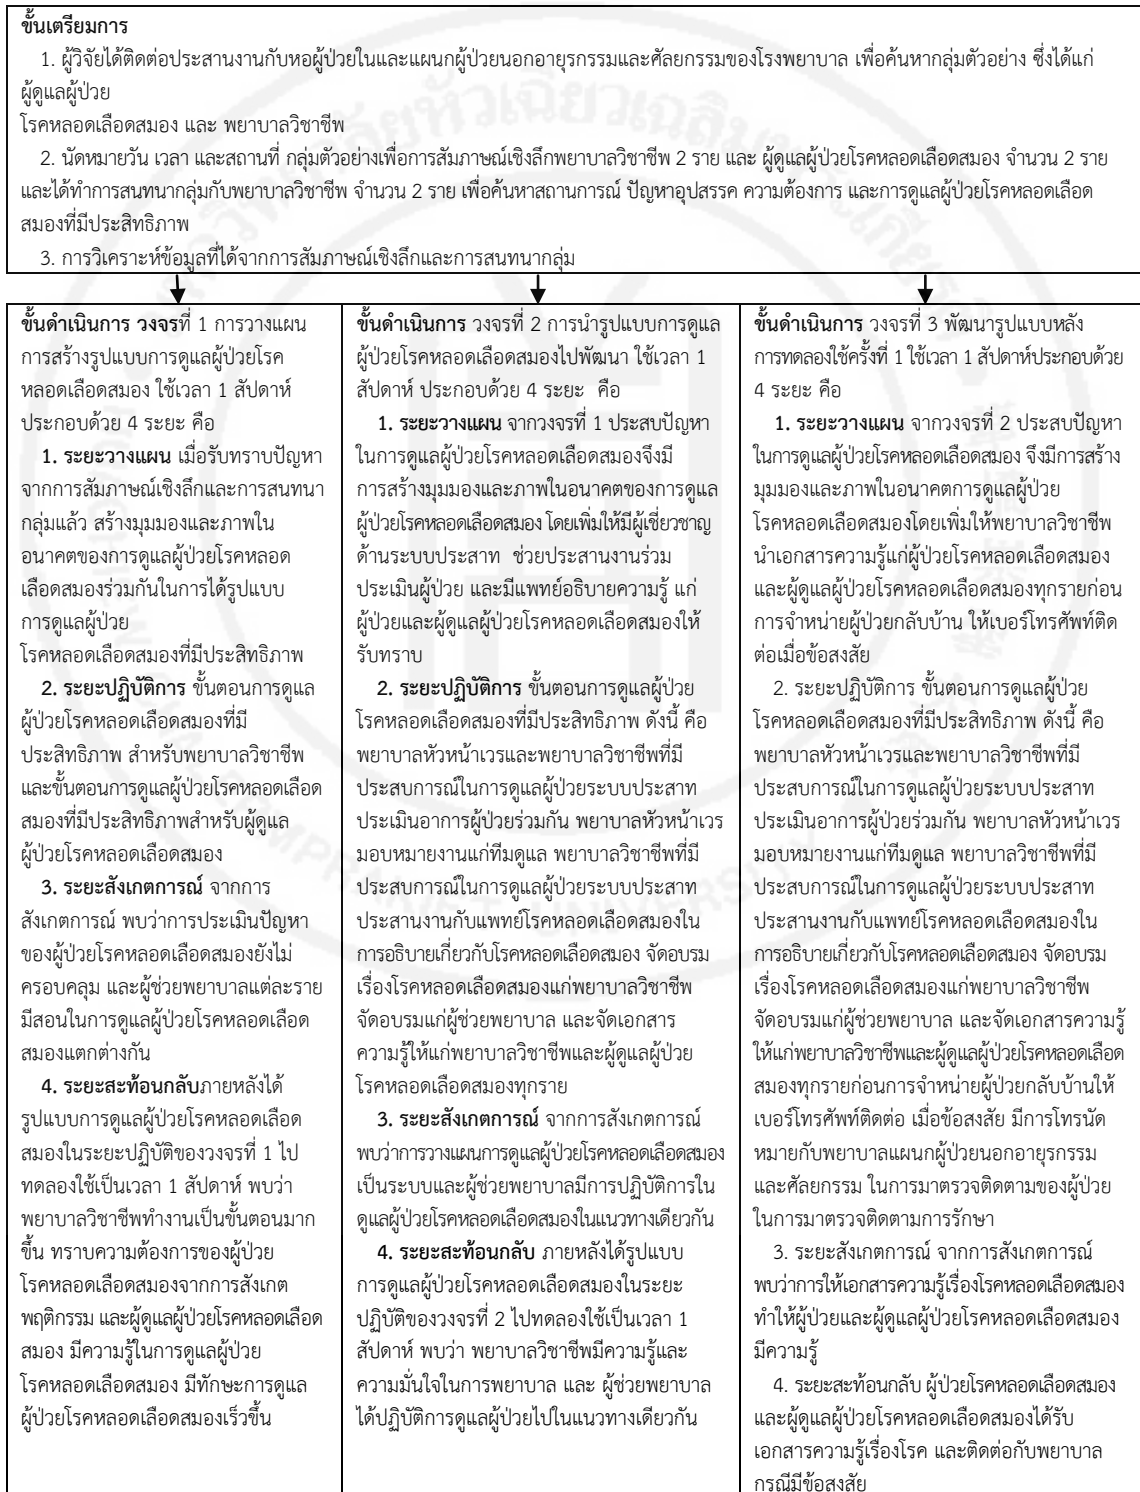 ขั้นเตรียมการ
1. ผู้วิจัยได้ติดต่อประสานงานกับหอผู้ป่วยในและแผนกผู้ป่วยนอกอายุรกรรมและศัลยกรรมของโรงพยาบาล เพื่อค้นหากลุ่มตัวอย่าง ซึ่งได้แก่
ผู้ดูแลผู้ป่วย
โรคหลอดเลือดสมอง และ พยาบาลวิชาชีพ
2. นัดหมายวัน เวลา และสถานที่ กลุ่มตัวอย่างเพื่อการสัมภาษณ์เชิงลึกพยาบาลวิชาชีพ 2 ราย และ ผู้ดูแลผู้ป่วยโรคหลอดเลือดสมอง จำนวน 2 ราย
และได้ทำการสนทนากลุ่มกับพยาบาลวิชาชีพ จำนวน 2 ราย เพื่อค้นหาสถานการณ์ ปัญหาอุปสรรค ความต้องการ และการดูแลผู้ป่วยโรคหลอดเลือด
สมองที่มีประสิทธิภาพ
3. การวิเคราะห์ข้อมูลที่ได้จากการสัมภาษณ์เชิงลึกและการสนทนากลุ่ม
ขั้นดำเนินการ วงจรที่ 1 การวางแผน
การสร้างรูปแบบการดูแลผู้ป่วยโรค
หลอดเลือดสมอง ใช้เวลา 1 สัปดาห์
ประกอบด้วย 4 ระยะ คือ
1. ระยะวางแผน เมื่อรับทราบปัญหา
จากการสัมภาษณ์เชิงลึกและการสนทนา
กลุ่มแล้ว สร้างมุมมองและภาพใน
อนาคตของการดูแลผู้ป่วยโรคหลอด
เลือดสมองร่วมกันในการได้รูปแบบ
การดูแลผู้ป่วย
โรคหลอดเลือดสมองที่มีประสิทธิภาพ
2. ระยะปฏิบัติการ ขั้นตอนการดูแล
ผู้ป่วยโรคหลอดเลือดสมองที่มี
ประสิทธิภาพ สำหรับพยาบาลวิชาชีพ
และขั้นตอนการดูแลผู้ป่วยโรคหลอดเลือด
สมองที่มีประสิทธิภาพสำหรับผู้ดูแล
ผู้ป่วยโรคหลอดเลือดสมอง
3. ระยะสังเกตการณ์ จากการ
สังเกตการณ์ พบว่าการประเมินปัญหา
ของผู้ป่วยโรคหลอดเลือดสมองยังไม่
ครอบคลุม และผู้ช่วยพยาบาลแต่ละราย
มีสอนในการดูแลผู้ป่วยโรคหลอดเลือด
สมองแตกต่างกัน
4. ระยะสะท้อนกลับภายหลังได้
รูปแบบการดูแลผู้ป่วยโรคหลอดเลือด
สมองในระยะปฏิบัติของวงจรที่ 1 ไป
ทดลองใช้เป็นเวลา 1 สัปดาห์ พบว่า
พยาบาลวิชาชีพทำงานเป็นขั้นตอนมาก
ขึ้น ทราบความต้องการของผู้ป่วย
โรคหลอดเลือดสมองจากการสังเกต
พฤติกรรม และผู้ดูแลผู้ป่วยโรคหลอดเลือด
สมอง มีความรู้ในการดูแลผู้ป่วย
โรคหลอดเลือดสมอง มีทักษะการดูแล
ผู้ป่วยโรคหลอดเลือดสมองเร็วขึ้น
ขั้นดำเนินการ วงจรที่ 2 การนำรูปแบบการดูแล
ผู้ป่วยโรคหลอดเลือดสมองไปพัฒนา ใช้เวลา 1
สัปดาห์ ประกอบด้วย 4 ระยะ คือ
1. ระยะวางแผน จากวงจรที่ 1 ประสบปัญหา
ในการดูแลผู้ป่วยโรคหลอดเลือดสมองจึงมี
การสร้างมุมมองและภาพในอนาคตของการดูแล
ผู้ป่วยโรคหลอดเลือดสมอง โดยเพิ่มให้มีผู้เชี่ยวชาญ
ด้านระบบประสาท ช่วยประสานงานร่วม
ประเมินผู้ป่วย และมีแพทย์อธิบายความรู้ แก่
ผู้ป่วยและผู้ดูแลผู้ป่วยโรคหลอดเลือดสมองให้
รับทราบ
2. ระยะปฏิบัติการ ขั้นตอนการดูแลผู้ป่วย
โรคหลอดเลือดสมองที่มีประสิทธิภาพ ดังนี้ คือ
พยาบาลหัวหน้าเวรและพยาบาลวิชาชีพที่มี
ประสบการณ์ในการดูแลผู้ป่วยระบบประสาท
ประเมินอาการผู้ป่วยร่วมกัน พยาบาลหัวหน้าเวร
มอบหมายงานแก่ทีมดูแล พยาบาลวิชาชีพที่มี
ประสบการณ์ในการดูแลผู้ป่วยระบบประสาท
ประสานงานกับแพทย์โรคหลอดเลือดสมองใน
การอธิบายเกี่ยวกับโรคหลอดเลือดสมอง จัดอบรม
เรื่องโรคหลอดเลือดสมองแก่พยาบาลวิชาชีพ
จัดอบรมแก่ผู้ช่วยพยาบาล และจัดเอกสาร
ความรู้ให้แก่พยาบาลวิชาชีพและผู้ดูแลผู้ป่วย
โรคหลอดเลือดสมองทุกราย
3. ระยะสังเกตการณ์ จากการสังเกตการณ์
พบว่าการวางแผนการดูแลผู้ป่วยโรคหลอดเลือดสมอง
เป็นระบบและผู้ช่วยพยาบาลมีการปฏิบัติการใน
ดูแลผู้ป่วยโรคหลอดเลือดสมองในแนวทางเดียวกัน
4. ระยะสะท้อนกลับ ภายหลังได้รูปแบบ
การดูแลผู้ป่วยโรคหลอดเลือดสมองในระยะ
ปฏิบัติของวงจรที่ 2 ไปทดลองใช้เป็นเวลา 1
สัปดาห์ พบว่า พยาบาลวิชาชีพมีความรู้และ
ความมั่นใจในการพยาบาล และ ผู้ช่วยพยาบาล
ได้ปฏิบัติการดูแลผู้ป่วยไปในแนวทางเดียวกัน
ขั้นดำเนินการ วงจรที่ 3 พัฒนารูปแบบหลัง
การทดลองใช้ครั้งที่ 1 ใช้เวลา 1 สัปดาห์ประกอบด้วย
4 ระยะ คือ
1. ระยะวางแผน จากวงจรที่ 2 ประสบปัญหา
ในการดูแลผู้ป่วยโรคหลอดเลือดสมอง จึงมีการสร้าง
มุมมองและภาพในอนาคตการดูแลผู้ป่วย
โรคหลอดเลือดสมองโดยเพิ่มให้พยาบาลวิชาชีพ
นำเอกสารความรู้แก่ผู้ป่วยโรคหลอดเลือดสมอง
และผู้ดูแลผู้ป่วยโรคหลอดเลือดสมองทุกรายก่อน
การจำหน่ายผู้ป่วยกลับบ้าน ให้เบอร์โทรศัพท์ติด
ต่อเมื่อข้อสงสัย
2. ระยะปฏิบัติการ ขั้นตอนการดูแลผู้ป่วย
โรคหลอดเลือดสมองที่มีประสิทธิภาพ ดังนี้ คือ
พยาบาลหัวหน้าเวรและพยาบาลวิชาชีพที่มี
ประสบการณ์ในการดูแลผู้ป่วยระบบประสาท
ประเมินอาการผู้ป่วยร่วมกัน พยาบาลหัวหน้าเวร
มอบหมายงานแก่ทีมดูแล พยาบาลวิชาชีพที่มี
ประสบการณ์ในการดูแลผู้ป่วยระบบประสาท
ประสานงานกับแพทย์โรคหลอดเลือดสมองใน
การอธิบายเกี่ยวกับโรคหลอดเลือดสมอง จัดอบรม
เรื่องโรคหลอดเลือดสมองแก่พยาบาลวิชาชีพ
จัดอบรมแก่ผู้ช่วยพยาบาล และจัดเอกสารความรู้
ให้แก่พยาบาลวิชาชีพและผู้ดูแลผู้ป่วยโรคหลอดเลือด
สมองทุกรายก่อนการจำหน่ายผู้ป่วยกลับบ้านให้
เบอร์โทรศัพท์ติดต่อ เมื่อข้อสงสัย มีการโทรนัด
หมายกับพยาบาลแผนกผู้ป่วยนอกอายุรกรรม
และศัลยกรรม ในการมาตรวจติดตามของผู้ป่วย
ในการมาตรวจติดตามการรักษา
3. ระยะสังเกตการณ์ จากการสังเกตการณ์
พบว่าการให้เอกสารความรู้เรื่องโรคหลอดเลือดสมอง
ทำให้ผู้ป่วยและผู้ดูแลผู้ป่วยโรคหลอดเลือดสมอง
มีความรู้
4. ระยะสะท้อนกลับ ผู้ป่วยโรคหลอดเลือดสมอง
และผู้ดูแลผู้ป่วยโรคหลอดเลือดสมองได้รับ
เอกสารความรู้เรื่องโรค และติดต่อกับพยาบาล
กรณีมีข้อสงสัย